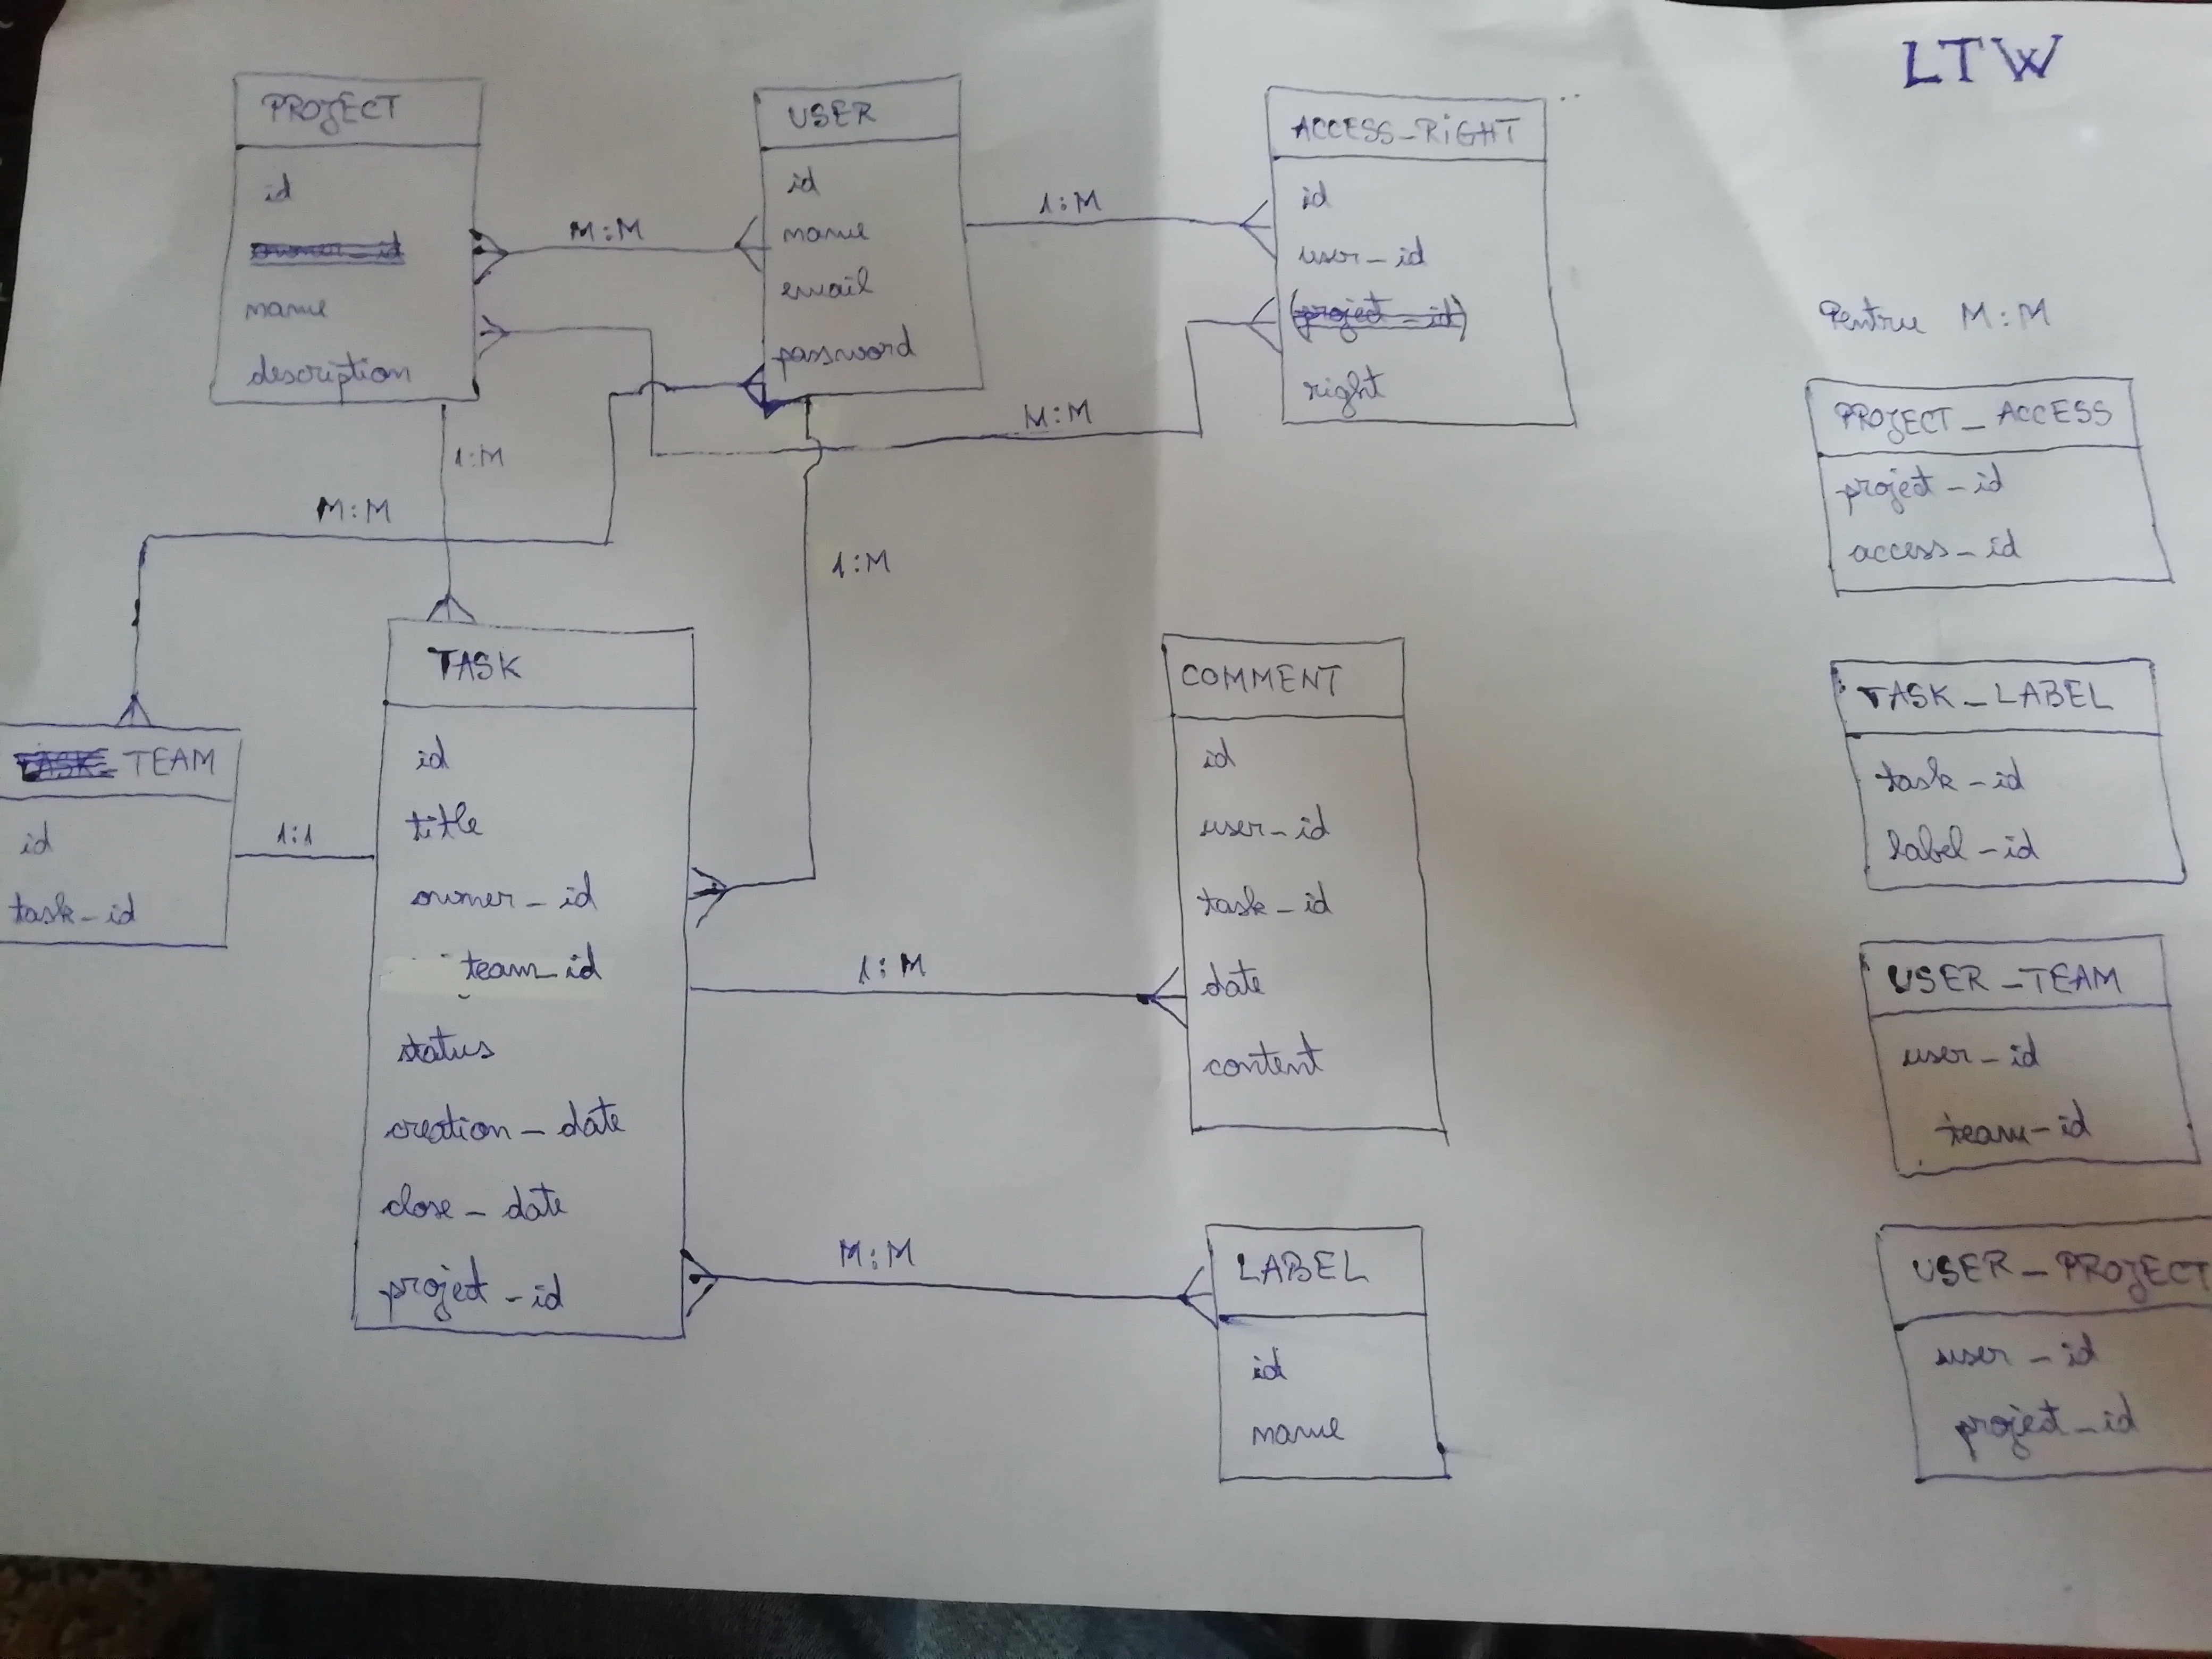 LTW
PROJECT
id
owner_id
name
description
M:M
USER
id
name
email
password
1:M
ACCESS_RIGHT
id
user_id
(project_id)
right
M:M
1:M
M:M
1:M
TASK_TEAM
id
task_id
1:1
TASK
id
title
owner_id
team_id
status
creation_date
close_date
project_id
1:M
COMMENT
id
user_id
task_id
date
content
M:M
LABEL
id
name
Pentru M:M
PROJECT_ACCESS
project_id
access_id
TASK_LABEL
task_id
label_id
USER_TEAM
user_id
team_id
USER_PROJECT
user_id
project_id